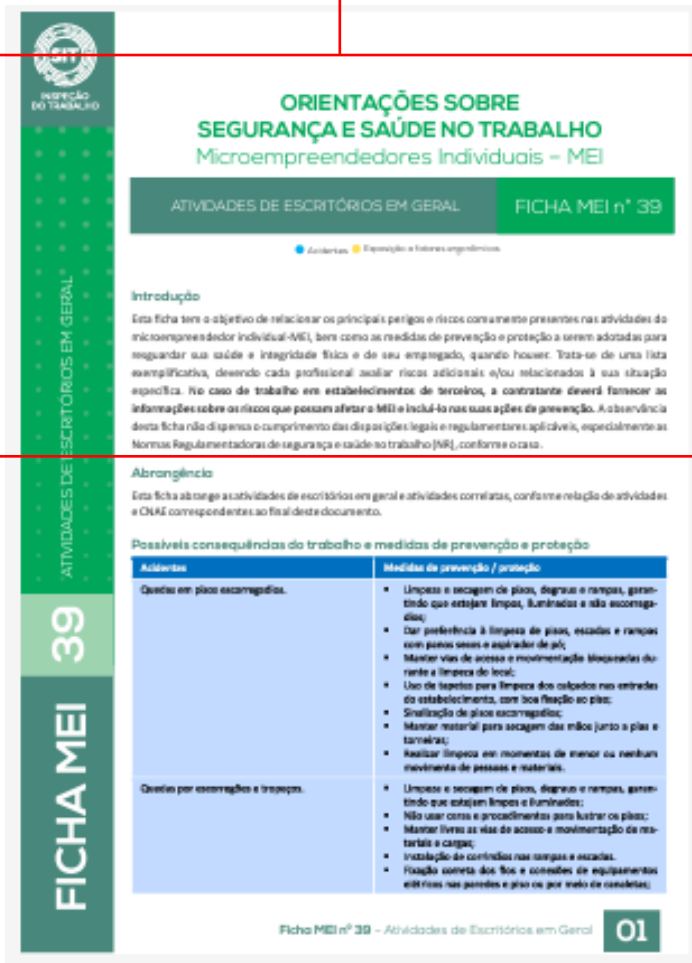 SIT
INSPEÇÃO
DO TRABALHO
ORIENTAÇÕES SOBRE
SEGURANÇA E SAÚDE NO TRABALHO
Microempreendedores Individuais – MEI
ATIVIDADES DE ESCRITÓRIOS EM GERAL
FICHA MEI n° 39
Acidentes Exposição a fatores ergonômicos
Introdução
Esta ficha tem o objetivo de relacionar os principais perigos e riscos comumente presentes nas atividades do
microempreendedor individual-MEI, bem como as medidas de prevenção e proteção a serem adotadas para
resguardar sua saúde e integridade física e de seu empregado, quando houver. Trata-se de uma lista
exemplificativa, devendo cada profissional avaliar riscos adicionais e/ou relacionados à sua situação
específica. No caso de trabalho em estabelecimentos de terceiros, a contratante deverá fornecer as
informações sobre os riscos que possam afetar o MEI e incluí-lo nas suas ações de prevenção. A observância
desta ficha não dispensa o cumprimento das disposições legais e regulamentares aplicáveis, especialmente as
Normas Regulamentadoras de segurança e saúde no trabalho (NR), conforme o caso.
Abrangência
Esta ficha abrange as atividades de escritórios em geral e atividades correlatas, conforme relação de atividades
e CNAE correspondentes ao final deste documento.
Possíveis consequências do trabalho e medidas de prevenção e proteção
Acidentes
Medidas de prevenção / proteção
Quedas em pisos escorregadios.
▪ Limpeza e secagem de pisos, degraus e rampas, garan-
tindo que estejam limpos, iluminados e não escorrega-
dios;
▪ Dar preferência à limpeza de pisos, escadas e rampas
com panos secos e aspirador de pó;
▪ Manter vias de acesso e movimentação bloqueadas du-
rante a limpeza do local;
▪ Uso de tapetes para limpeza dos calçados nas entradas
do estabelecimento, com boa fixação ao piso;
▪ Sinalização de pisos escorregadios;
▪ Manter material para secagem das mãos junto a pias e
torneiras;
▪ Realizar limpeza em momentos de menor ou nenhum
movimento de pessoas e materiais.
Quedas por escorregões e tropeços.
▪ Limpeza e secagem de pisos, degraus e rampas, garan-
tindo que estejam limpos e iluminados;
▪ Não usar ceras e procedimentos para lustrar os pisos;
▪ Manter livres as vias de acesso e movimentação de ma-
teriais e cargas;
▪ Instalação de corrimãos nas rampas e escadas.
▪ Fixação correta dos fios e conexões de equipamentos
elétricos nas paredes e piso ou por meio de canaletas;
Ficha MEI nº 39 – Atividades de Escritórios em Geral
01
ATIVIDADES DE ESCRITÓRIOS EM GERAL
39
FICHA MEI